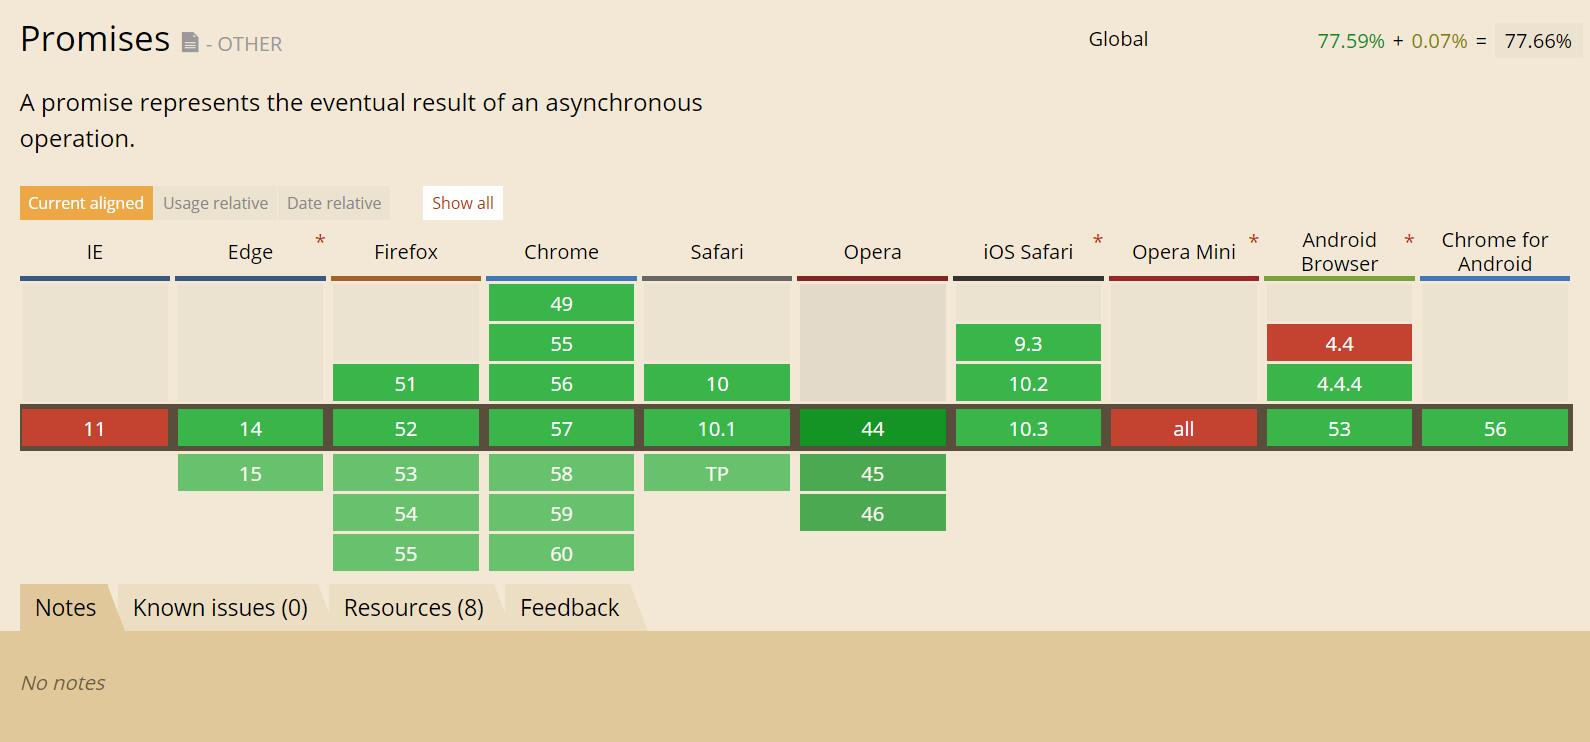 Promises - OTHER
Global 77.59% + 0.07% = 77.66%
A promise represents the eventual result of an asynchronous
operation.
Current aligned Usage relative Date relative Show all
IE Edge * Firefox Chrome Safari Opera iOS Safari * Opera Mini * Android Browser * Chrome for Android
49
55 9.3 4.4
51 56 10 10.2 4.4.4
11 14 52 57 10.1 44 10.3 all 53 56
15 53 58 TP 45
54 59 46
55 60
Notes Known issues (0) Resources (8) Feedback
No notes